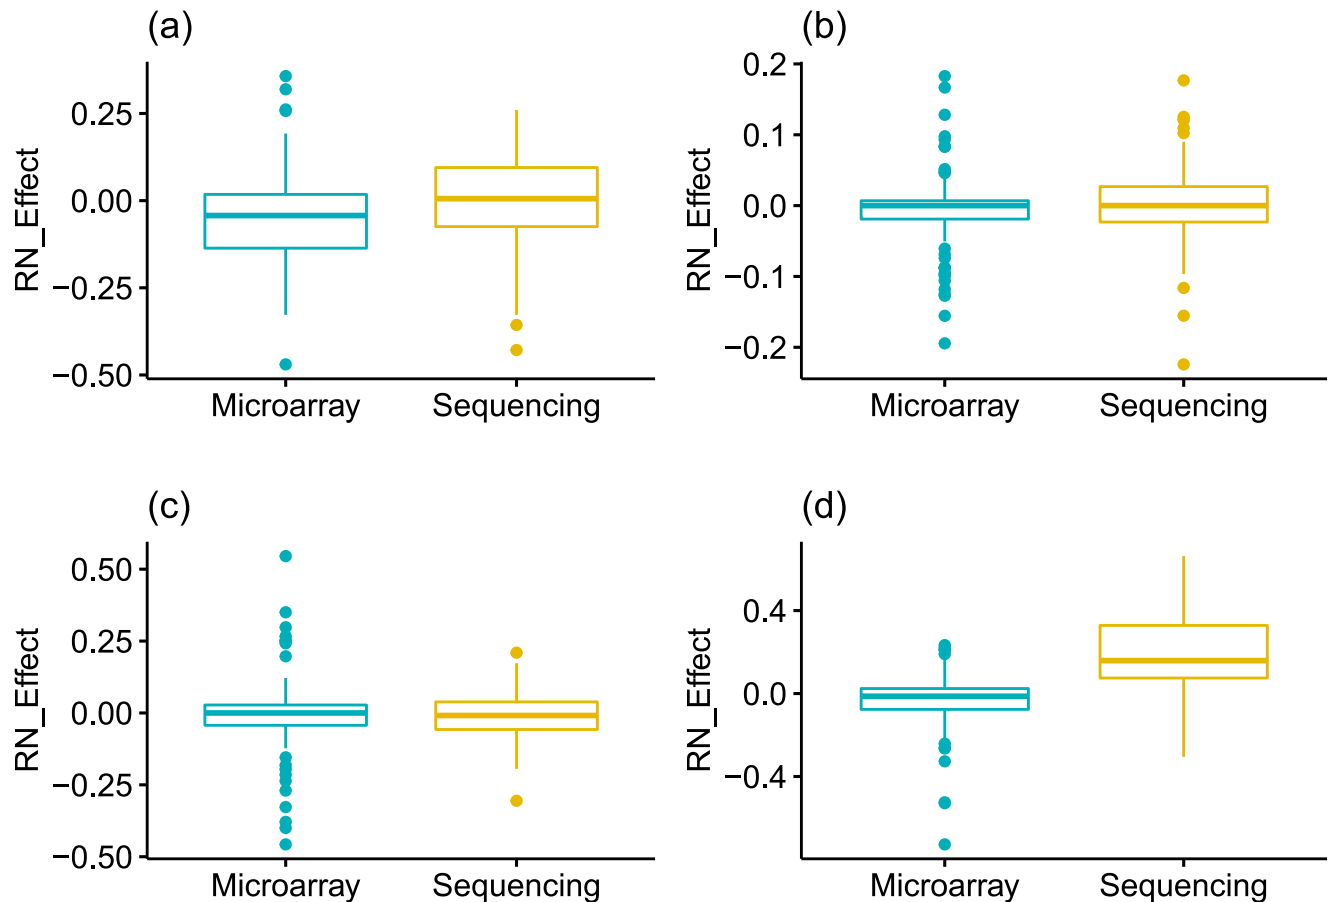 (a)
RN_Effect
0.25
0.00
−0.25
−0.50
Microarray
Sequencing
(b)
RN_Effect
0.2
0.1
0.0
−0.1
−0.2
Microarray
Sequencing
(c)
RN_Effect
0.50
0.25
0.00
−0.25
−0.50
Microarray
Sequencing
(d)
RN_Effect
0.4
0.0
−0.4
Microarray
Sequencing